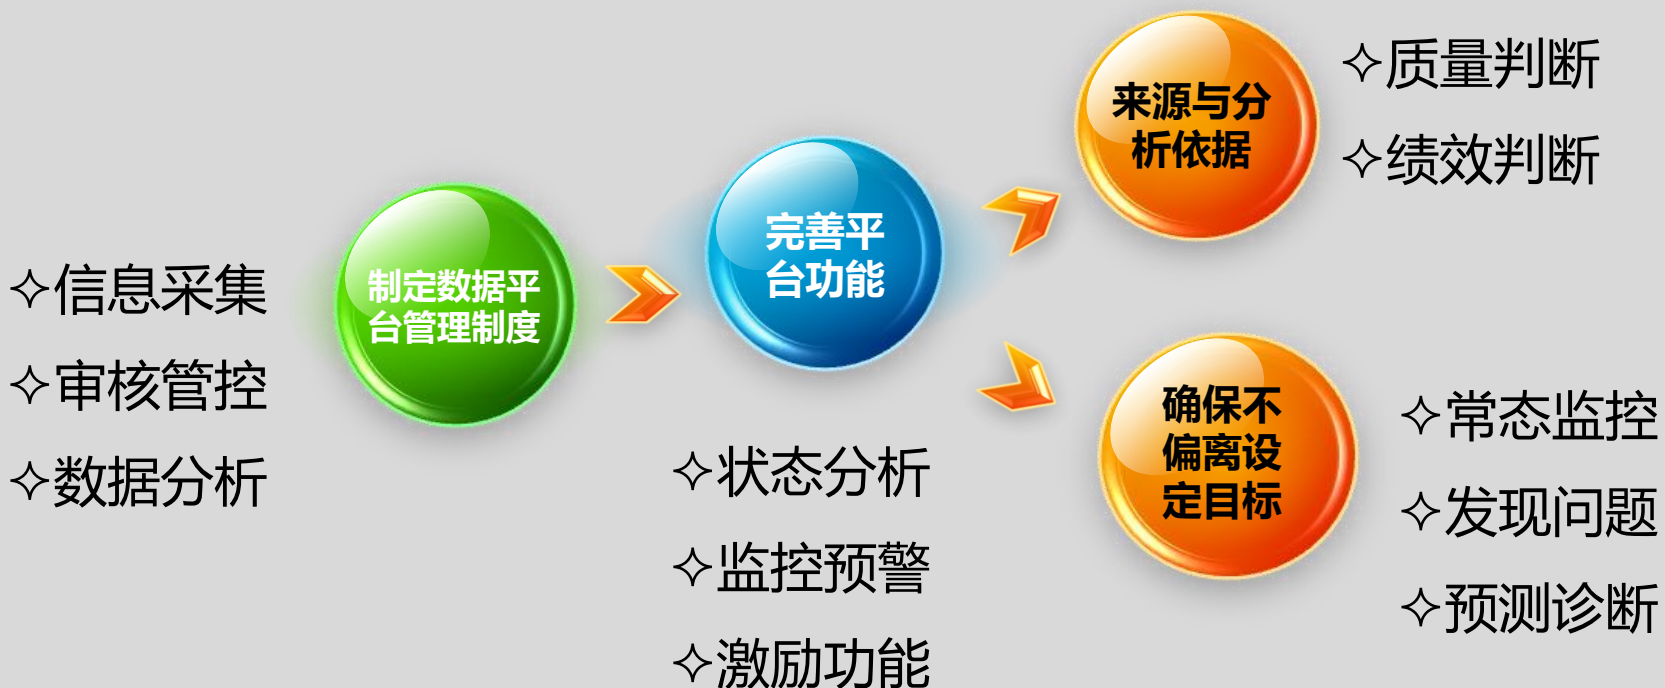 ✧信息采集
✧审核管控
✧数据分析
制定数据平
台管理制度
完善平
台功能
✧状态分析
✧监控预警
✧激励功能
来源与分
析依据
✧质量判断
✧绩效判断
确保不
偏离设
定目标
✧常态监控
✧发现问题
✧预测诊断